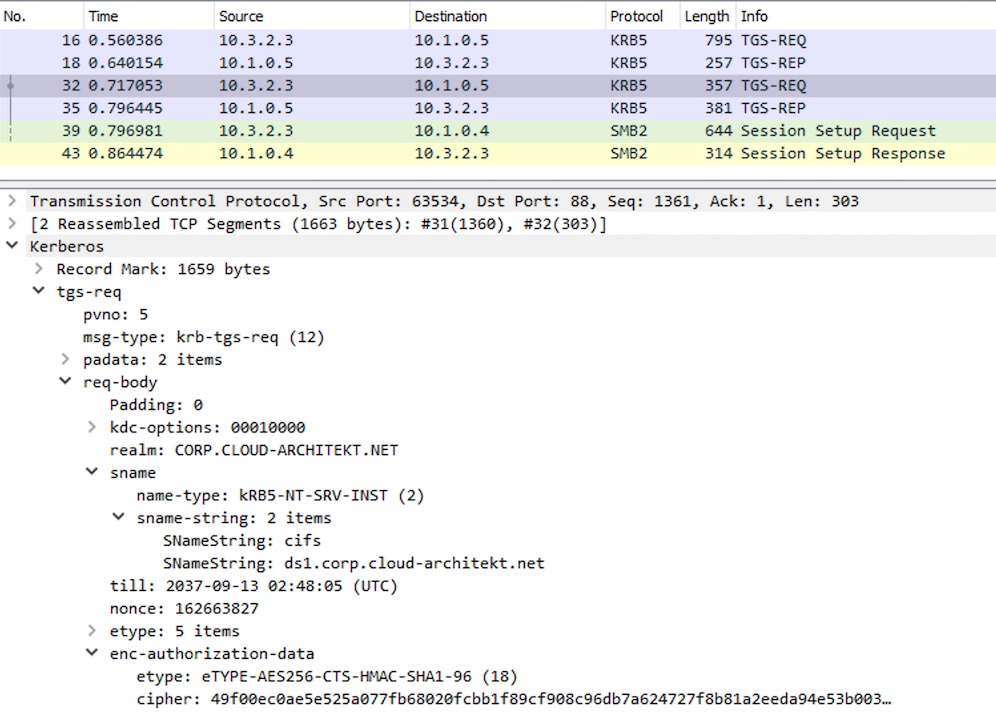 No. Time Source Destination Protocol Length Info
16 0.560386 10.3.2.3 10.1.0.5 KRB5 795 TGS-REQ
18 0.640154 10.1.0.5 10.3.2.3 KRB5 257 TGS-REP
32 0.717053 10.3.2.3 10.1.0.5 KRB5 357 TGS-REQ
35 0.796445 10.1.0.5 10.3.2.3 KRB5 381 TGS-REP
39 0.796981 10.3.2.3 10.1.0.4 SMB2 644 Session Setup Request
43 0.864474 10.1.0.4 10.3.2.3 SMB2 314 Session Setup Response
Transmission Control Protocol, Src Port: 63534, Dst Port: 88, Seq: 1361, Ack: 1, Len: 303
[2 Reassembled TCP Segments (1663 bytes): #31(1360), #32(303)]
Kerberos
Record Mark: 1659 bytes
tgs-req
pvno: 5
msg-type: krb-tgs-req (12)
padata: 2 items
req-body
Padding: 0
kdc-options: 00010000
realm: CORP.CLOUD-ARCHITEKT.NET
sname
name-type: kRB5-NT-SRV-INST (2)
sname-string: 2 items
SNameString: cifs
SNameString: ds1.corp.cloud-architekt.net
till: 2037-09-13 02:48:05 (UTC)
nonce: 162663827
etype: 5 items
enc-authorization-data
etype: eTYPE-AES256-CTS-HMAC-SHA1-96 (18)
cipher: 49f00ec0ae5e525a077fb68020fcbb1f89cf908c96db7a624727f8b81a2eeda94e53b003…